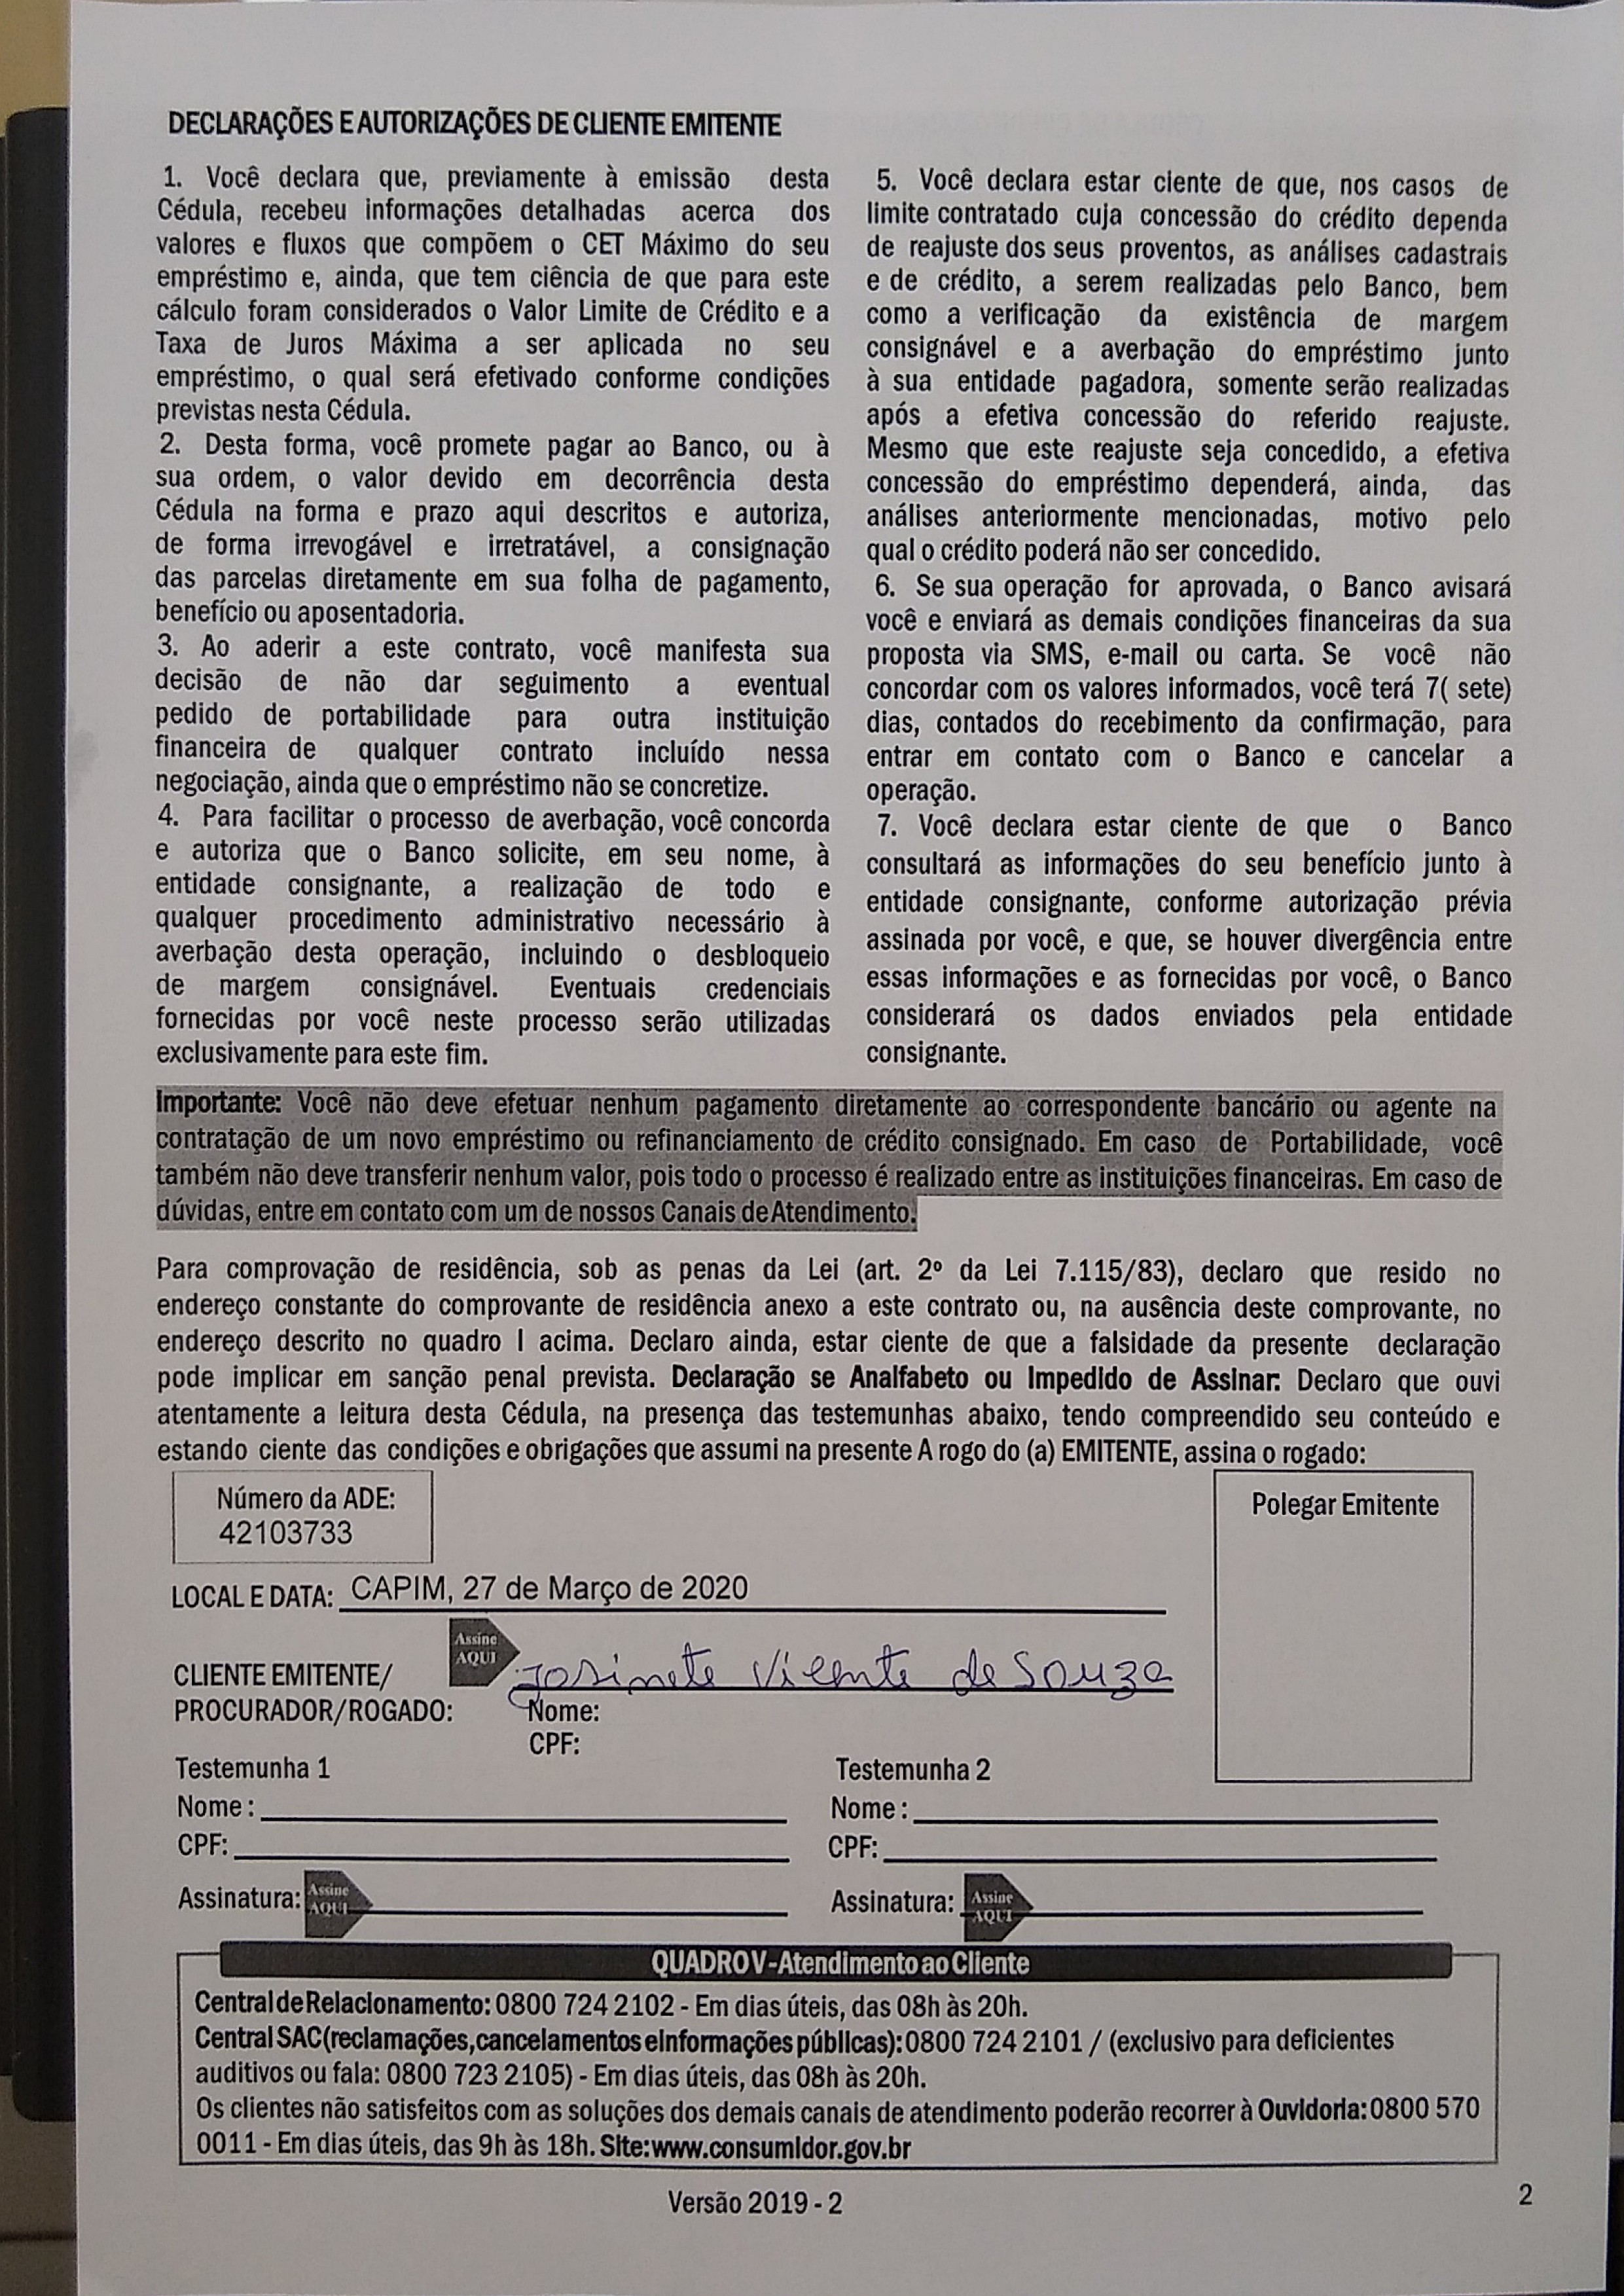 DECLARAÇÕES E AUTORIZAÇÕES DE CLIENTE EMITENTE
1. Você declara que, previamente à emissão desta
Cédula, recebeu informações detalhadas acerca dos
valores e fluxos que compõem o CET Máximo do seu
empréstimo e, ainda, que tem ciência de que para este
cálculo foram considerados o Valor Limite de Crédito e a
Taxa de Juros Máxima a ser aplicada no seu
empréstimo, o qual será efetivado conforme condições
previstas nesta Cédula.
2. Desta forma, você promete pagar ao Banco, ou à
sua ordem, o valor devido em decorrência desta
Cédula na forma e prazo aqui descritos e autoriza,
de forma irrevogável e irretratável, a consignação
das parcelas diretamente em sua folha de pagamento,
benefício ou aposentadoria.
3. Ao aderir a este contrato, você manifesta sua
decisão de não dar seguimento a eventual
pedido de portabilidade para outra instituição
financeira de qualquer contrato incluído nessa
negociação, ainda que o empréstimo não se concretize.
4. Para facilitar o processo de averbação, você concorda
e autoriza que o Banco solicite, em seu nome, à
entidade consignante, a realização de todo e
qualquer procedimento administrativo necessário à
averbação desta operação, incluindo o desbloqueio
de margem consignável. Eventuais credenciais
fornecidas por você neste processo serão utilizadas
exclusivamente para este fim.
5. Você declara estar ciente de que, nos casos de
limite contratado cuja concessão do crédito dependa
de reajuste dos seus proventos, as análises cadastrais
e de crédito, a serem realizadas pelo Banco, bem
como a verificação da existência de margem
consignável e a averbação do empréstimo junto
à sua entidade pagadora, somente serão realizadas
após a efetiva concessão do referido reajuste.
Mesmo que este reajuste seja concedido, a efetiva
concessão do empréstimo dependerá, ainda, das
análises anteriormente mencionadas, motivo pelo
qual o crédito poderá não ser concedido.
6. Se sua operação for aprovada, o Banco avisará
você e enviará as demais condições financeiras da sua
proposta via SMS, e-mail ou carta. Se você não
concordar com os valores informados, você terá 7( sete)
dias, contados do recebimento da confirmação, para
entrar em contato com o Banco e cancelar a
operação.
7. Você declara estar ciente de que o Banco
consultará as informações do seu benefício junto à
entidade consignante, conforme autorização prévia
assinada por você, e que, se houver divergência entre
essas informações e as fornecidas por você, o Banco
considerará os dados enviados pela entidade
consignante.
Importante: Você não deve efetuar nenhum pagamento diretamente ao correspondente bancário ou agente na
contratação de um novo empréstimo ou refinanciamento de crédito consignado. Em caso de Portabilidade, você
também não deve transferir nenhum valor, pois todo o processo é realizado entre as instituições financeiras. Em caso de
dúvidas, entre em contato com um de nossos Canais de Atendimento.
Para comprovação de residência, sob as penas da Lei (art. 2º da Lei 7.115/83), declaro que resido no
endereço constante do comprovante de residência anexo a este contrato ou, na ausência deste comprovante, no
endereço descrito no quadro I acima. Declaro ainda, estar ciente de que a falsidade da presente declaração
pode implicar em sanção penal prevista. Declaração se Analfabeto ou Impedido de Assinar: Declaro que ouvi
atentamente a leitura desta Cédula, na presença das testemunhas abaixo, tendo compreendido seu conteúdo e
estando ciente das condições e obrigações que assumi na presente A rogo do (a) EMITENTE, assina o rogado:
Número da ADE:
42103733
Polegar Emitente
LOCAL E DATA: CAPIM, 27 de Março de 2020
Assine
AQUI
CLIENTE EMITENTE/
PROCURADOR/ROGADO:
Josinete Vicente de Souza
Nome:
CPF:
Testemunha 1
Nome :
CPF:
Assinatura: Assine
AQUI
Testemunha 2
Nome :
CPF:
Assinatura: Assine
AQUI
QUADRO V - Atendimento ao Cliente
Central de Relacionamento: 0800 724 2102 - Em dias úteis, das 08h às 20h.
Central SAC (reclamações, cancelamentos e Informações públicas): 0800 724 2101 / (exclusivo para deficientes
auditivos ou fala: 0800 723 2105) - Em dias úteis, das 08h às 20h.
Os clientes não satisfeitos com as soluções dos demais canais de atendimento poderão recorrer à Ouvidoria: 0800 570
0011 - Em dias úteis, das 9h às 18h. Site: www.consumidor.gov.br
Versão 2019 - 2
2